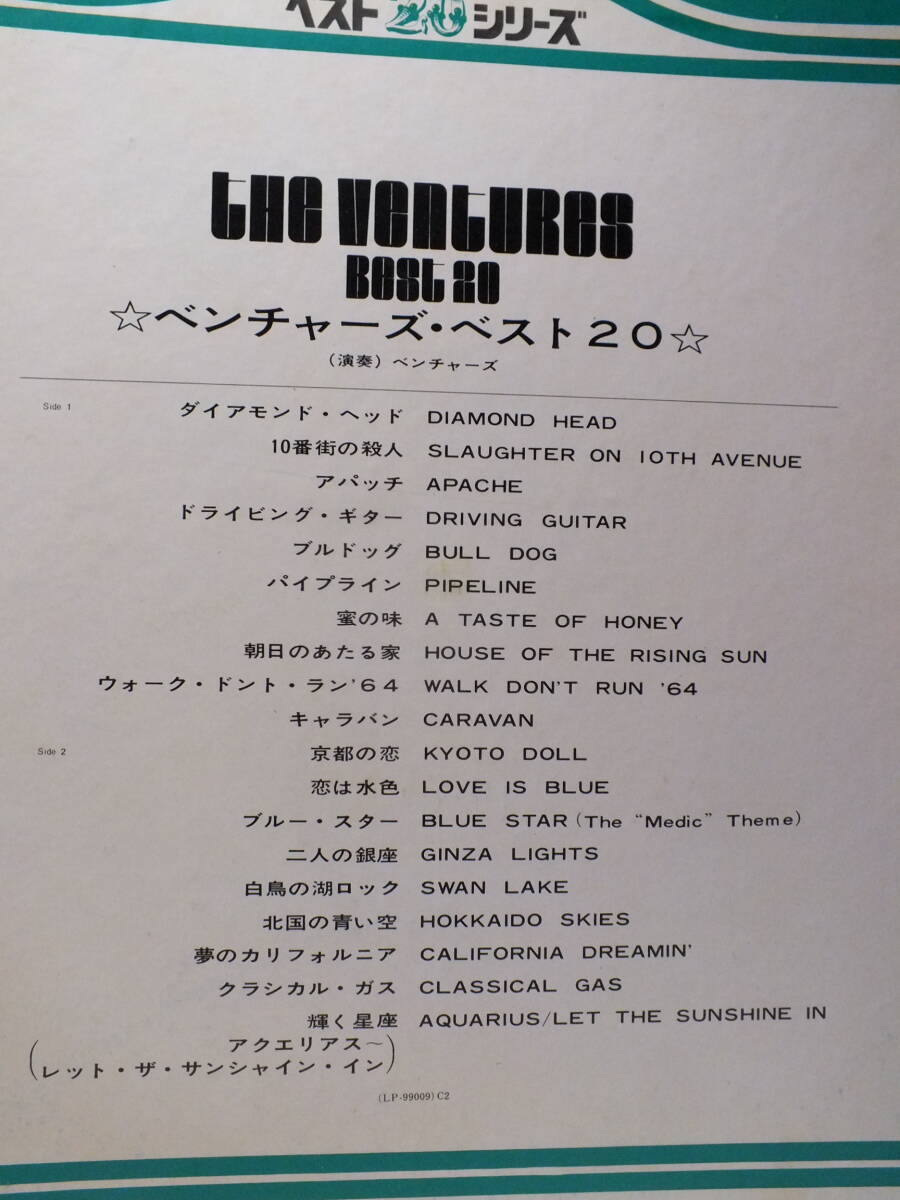 ベスト20シリーズ
the Ventures
Best 20
☆ベンチャーズ・ベスト20☆
(演奏) ベンチャーズ
Side 1
ダイアモンド・ヘッド DIAMOND HEAD
10番街の殺人 SLAUGHTER ON 10TH AVENUE
アパッチ APACHE
ドライビング・ギター DRIVING GUITAR
ブルドッグ BULL DOG
パイプライン PIPELINE
蜜の味 A TASTE OF HONEY
朝日のあたる家 HOUSE OF THE RISING SUN
ウォーク・ドント・ラン'64 WALK DON'T RUN '64
キャラバン CARAVAN
Side 2
京都の恋 KYOTO DOLL
恋は水色 LOVE IS BLUE
ブルー・スター BLUE STAR (The "Medic" Theme)
二人の銀座 GINZA LIGHTS
白鳥の湖ロック SWAN LAKE
北国の青い空 HOKKAIDO SKIES
夢のカリフォルニア CALIFORNIA DREAMIN'
クラシカル・ガス CLASSICAL GAS
輝く星座 AQUARIUS/LET THE SUNSHINE IN
(アクエリアス〜
レット・ザ・サンシャイン・イン)
(LP-99009) C2